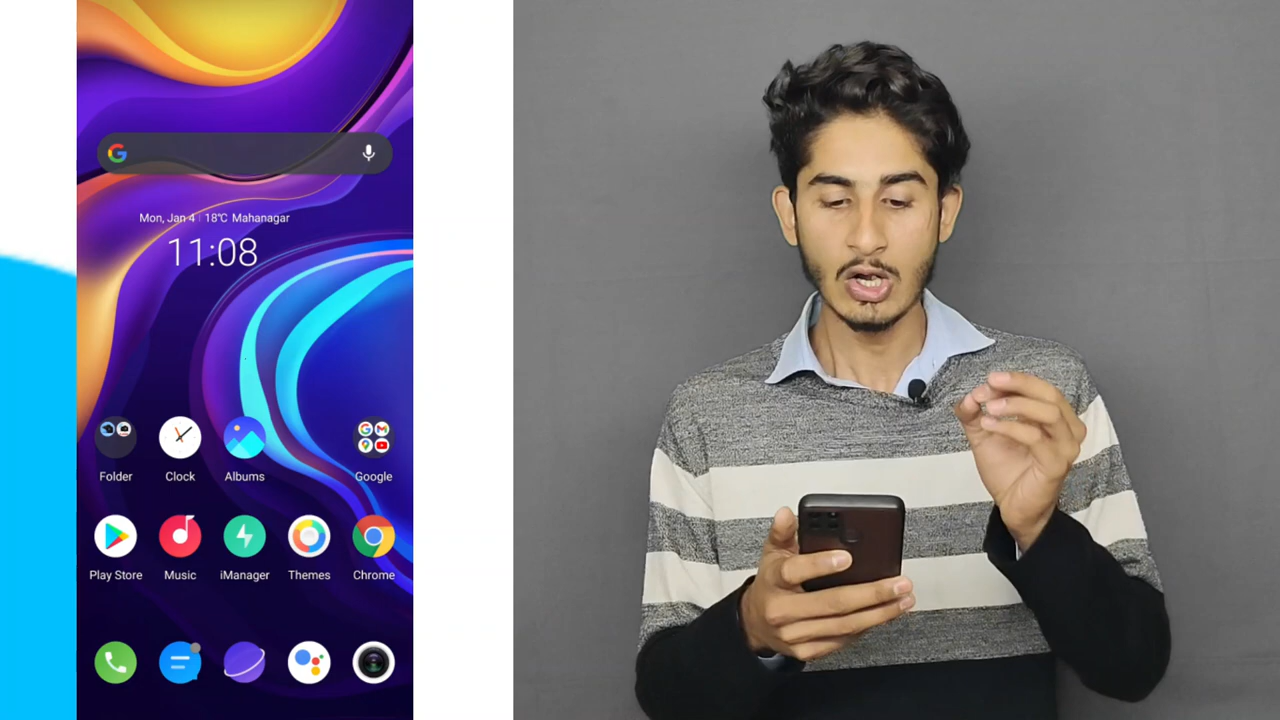 Mon, Jan 4 | 18°C Mahanagar
11:08
Folder Clock Albums Google
Play Store Music iManager Themes Chrome